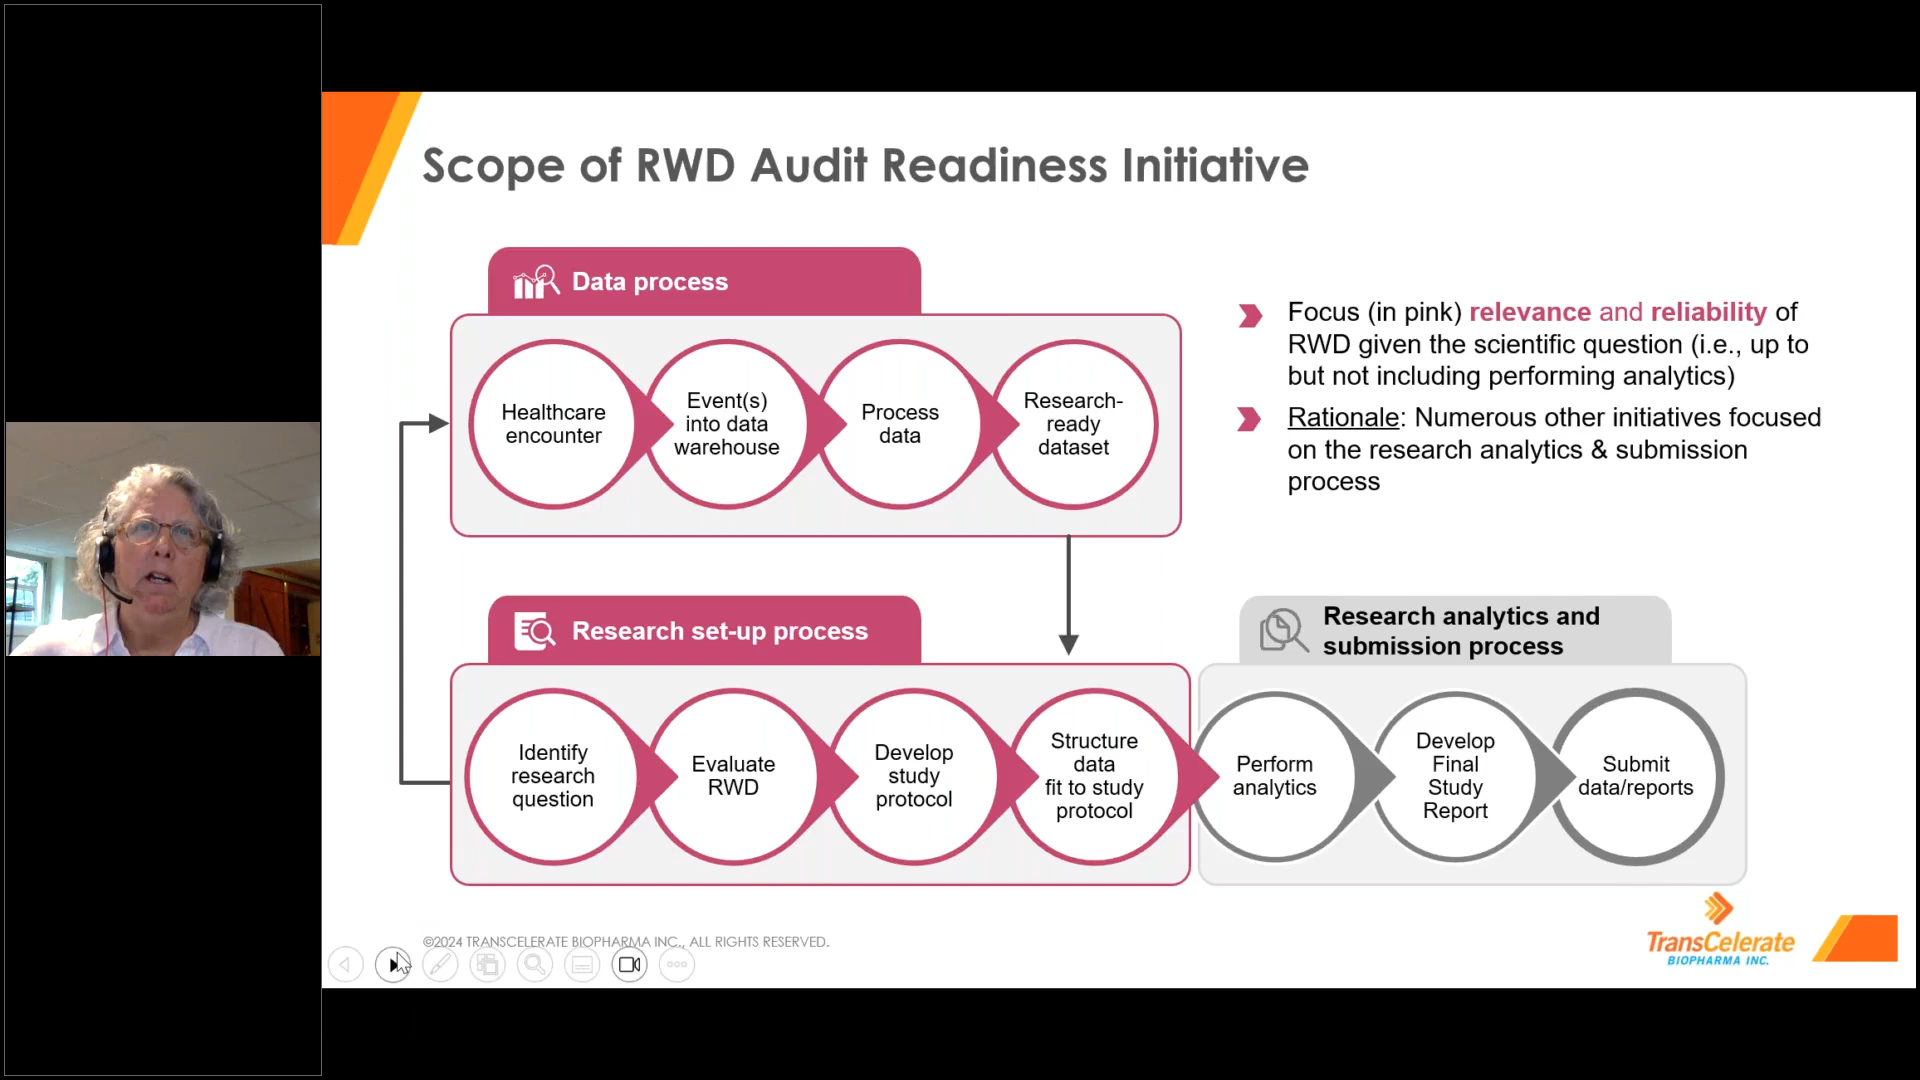 Scope of RWD Audit Readiness Initiative
Data process
Healthcare
encounter
Event(s)
into data
warehouse
Process
data
Research-
ready
dataset
Focus (in pink) relevance and reliability of
RWD given the scientific question (i.e., up to
but not including performing analytics)
Rationale: Numerous other initiatives focused
on the research analytics & submission
process
Research set-up process
Identify
research
question
Evaluate
RWD
Develop
study
protocol
Structure
data
fit to study
protocol
Research analytics and
submission process
Perform
analytics
Develop
Final
Study
Report
Submit
data/reports
©2024 TRANSCELERATE BIOPHARMA INC., ALL RIGHTS RESERVED.
TransCelerate
BIOPHARMA INC.